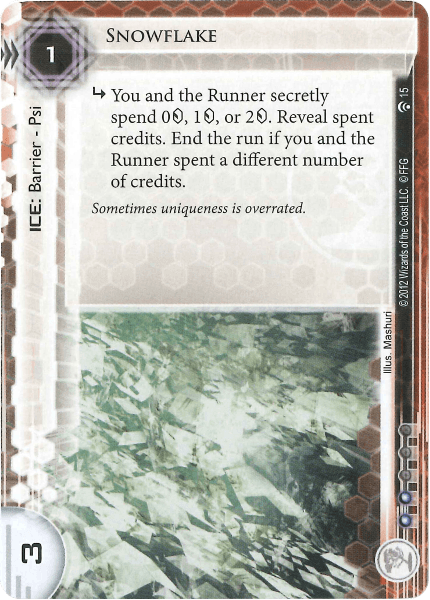 Snowflake
1
↳ You and the Runner secretly
spend 0, 1, or 2. Reveal spent
credits. End the run if you and the
Runner spent a different number
of credits.
Sometimes uniqueness is overrated.
ICE: Barrier - Psi
15
© 2012 Wizards of the Coast LLC. © FFG
Illus. Mashuri
3